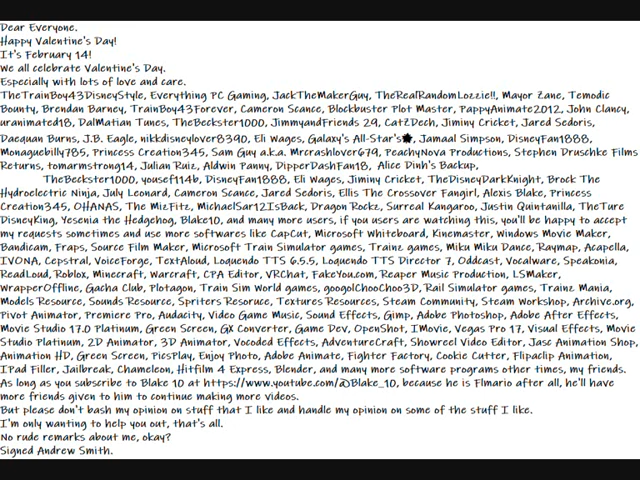 Dear Everyone.
Happy Valentine's Day!
It's February 14!
We all celebrate Valentine's Day.
Especially with lots of love and care.
TheTrainBoy43DisneyStyle, Everything PC Gaming, JackTheMakerGuy, TheRealRandomLozzie!!, Mayor Zane, Temodic
Bounty, Brendan Barney, TrainBoy43Forever, Cameron Scance, Blockbuster Plot Master, PappyAnimate2012, John Clancy,
uranimated18, DalMatian Tunes, TheBeckster1000, JimmyandFriends 29, CatZDech, Jiminy Cricket, Jared Sedoris,
Daequan Burns, J.B. Eagle, nikkdisneylover8390, Eli Wages, Galaxy's All-Star's★, Jamaal Simpson, DisneyFan1888,
Monaguebilly785, Princess Creation345, Sam Guy a.k.a. Mrcrashlover679, PeachyNova Productions, Stephen Druschke Films
Returns, tomarmstrong14, Julian Ruiz, Aldwin Panny, DipperDashFan18, Alice Dinh's Backup,
TheBeckster1000, yousef114b, DisneyFan1888, Eli Wages, Jiminy Cricket, TheDisneyDarkKnight, Brock The
Hydroelectric Ninja, July Leonard, Cameron Scance, Jared Sedoris, Ellis The Crossover Fangirl, Alexis Blake, Princess
Creation345, OHANAS, The MizFitz, MichaelSar12IsBack, Dragon Rockz, Surreal Kangaroo, Justin Quintanilla, TheTure
DisneyKing, Yesenia the Hedgehog, Blake10, and many more users, if you users are watching this, you'll be happy to accept
my requests sometimes and use more softwares like CapCut, Microsoft Whiteboard, Kinemaster, Windows Movie Maker,
Bandicam, Fraps, Source Film Maker, Microsoft Train Simulator games, Trainz games, Miku Miku Dance, Raymap, Acapella,
IVONA, Cepstral, VoiceForge, TextAloud, Loquendo TTS 6.5.5, Loquendo TTS Director 7, Oddcast, Vocalware, Speakonia,
ReadLoud, Roblox, Minecraft, Warcraft, CPA Editor, VRChat, FakeYou.com, Reaper Music Production, LSMaker,
WrapperOffline, Gacha Club, Plotagon, Train Sim World games, googolChooChoo3D, Rail Simulator games, Trainz Mania,
Models Resource, Sounds Resource, Spriters Resoruce, Textures Resources, Steam Community, Steam Workshop, Archive.org,
Pivot Animator, Premiere Pro, Audacity, Video Game Music, Sound Effects, Gimp, Adobe Photoshop, Adobe After Effects,
Movie Studio 17.0 Platinum, Green Screen, GX Converter, Game Dev, OpenShot, IMovie, Vegas Pro 17, Visual Effects, Movie
Studio Platinum, 2D Animator, 3D Animator, Vocoded Effects, AdventureCraft, Showreel Video Editor, Jasc Animation Shop,
Animation HD, Green Screen, PicsPlay, Enjoy Photo, Adobe Animate, Fighter Factory, Cookie Cutter, Flipaclip Animation,
IPad Filler, Jailbreak, Chameleon, Hitfilm 4 Express, Blender, and many more software programs other times, my friends.
As long as you subscribe to Blake 10 at https://www.youtube.com/@Blake_10, because he is Flmario after all, he'll have
more friends given to him to continue making more videos.
But please don't bash my opinion on stuff that I like and handle my opinion on some of the stuff I like.
I'm only wanting to help you out, that's all.
No rude remarks about me, okay?
Signed Andrew Smith.